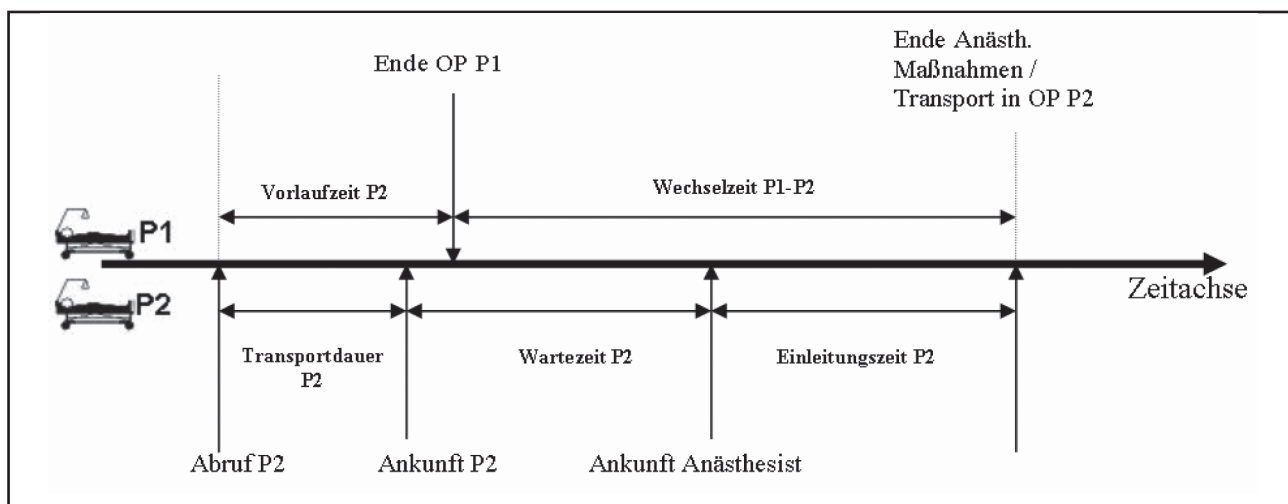 Ende Anästh.
Maßnahmen /
Transport in OP P2
Ende OP P1
Vorlaufzeit P2
Wechselzeit P1-P2
P1
P2
Zeitachse
Transportdauer
P2
Wartezeit P2
Einleitungszeit P2
Abruf P2
Ankunft P2
Ankunft Anästhesist